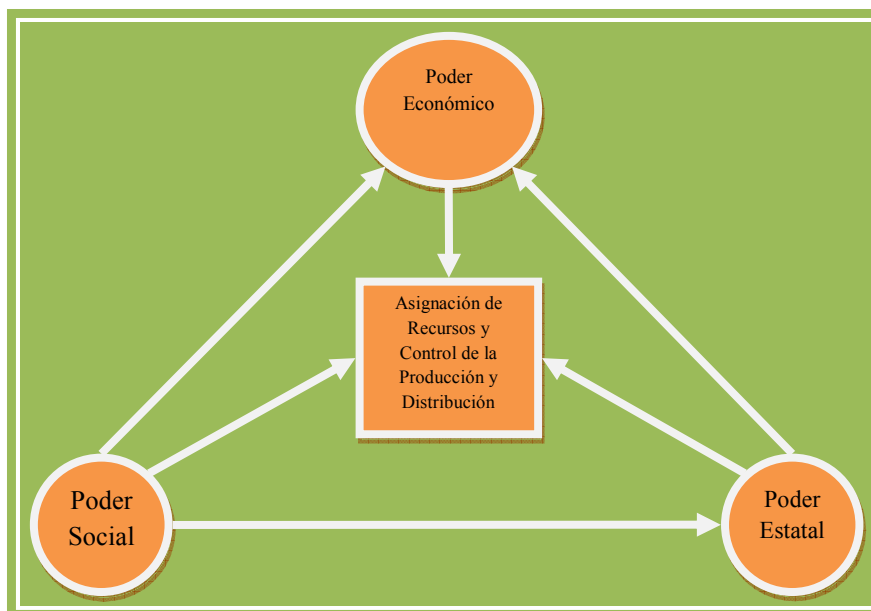 Poder
Económico
Asignación de
Recursos y
Control de la
Producción y
Distribución
Poder
Social
Poder
Estatal